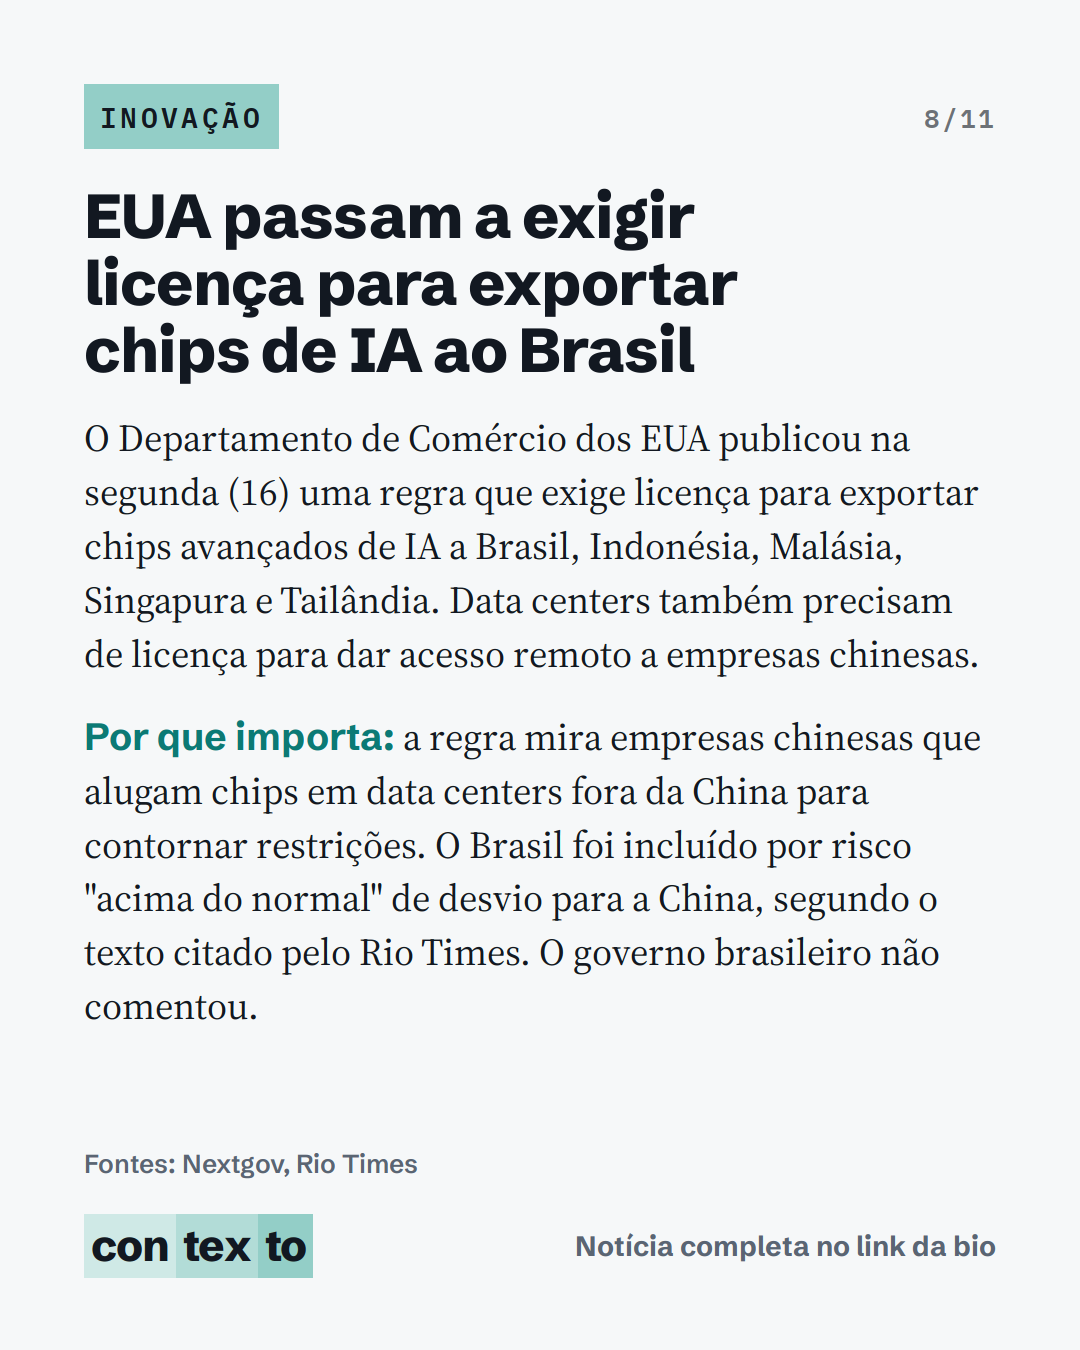 INOVAÇÃO
8/11
EUA passam a exigir
licença para exportar
chips de IA ao Brasil
O Departamento de Comércio dos EUA publicou na
segunda (16) uma regra que exige licença para exportar
chips avançados de IA a Brasil, Indonésia, Malásia,
Singapura e Tailândia. Data centers também precisam
de licença para dar acesso remoto a empresas chinesas.
Por que importa: a regra mira empresas chinesas que
alugam chips em data centers fora da China para
contornar restrições. O Brasil foi incluído por risco
"acima do normal" de desvio para a China, segundo o
texto citado pelo Rio Times. O governo brasileiro não
comentou.
Fontes: Nextgov, Rio Times
con tex to
Notícia completa no link da bio